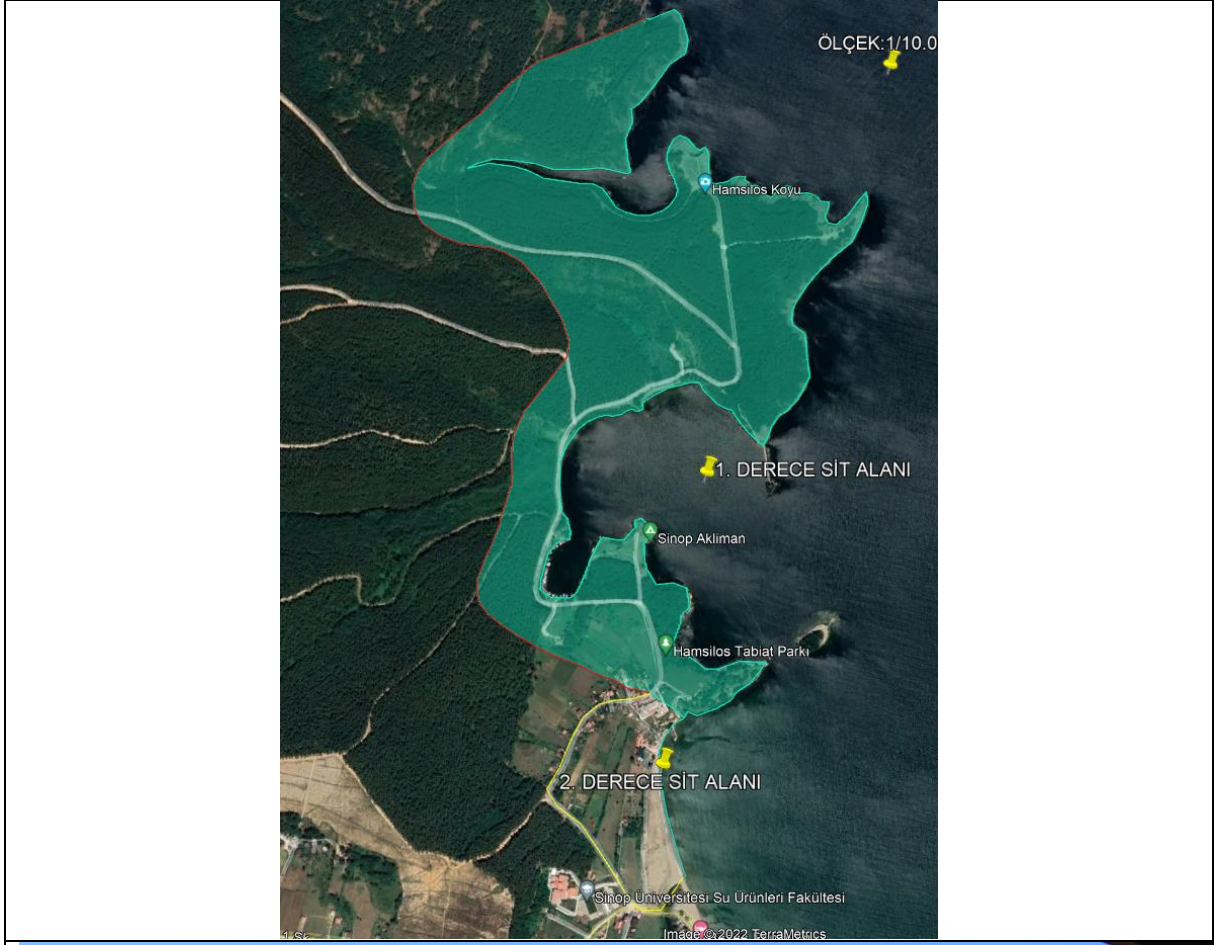 ÖLÇEK:1/10.0
Hamsilos Koyu
1. DERECE SİT ALANI
Sinop Akliman
Hamsilos Tabiat Parkı
2. DERECE SİT ALANI
Sinop Üniversitesi Su Ürünleri Fakültesi
Image © 2022 TerraMetrics